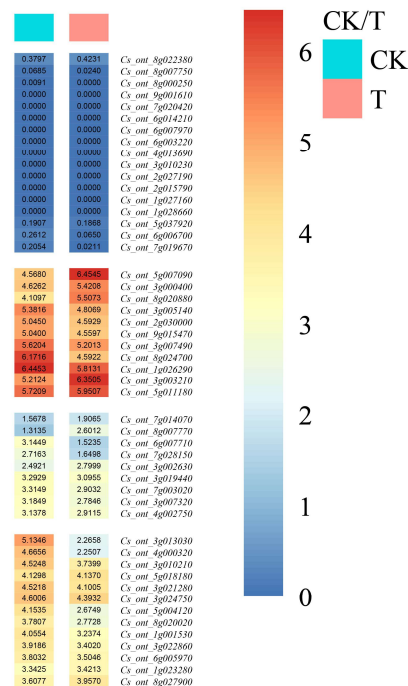 CK/T
CK
T
6
5
4
3
2
1
0
0.3797 0.4231 Cs_ont_8g022380
0.0685 0.0240 Cs_ont_8g007750
0.0091 0.0000 Cs_ont_8g000250
0.0000 0.0000 Cs_ont_9g001610
0.0000 0.0000 Cs_ont_7g020420
0.0000 0.0000 Cs_ont_6g014210
0.0000 0.0000 Cs_ont_6g007970
0.0000 0.0000 Cs_ont_6g003220
0.0000 0.0000 Cs_ont_4g013690
0.0000 0.0000 Cs_ont_3g010230
0.0000 0.0000 Cs_ont_2g027190
0.0000 0.0000 Cs_ont_2g015790
0.0000 0.0000 Cs_ont_1g027160
0.0000 0.0000 Cs_ont_1g028660
0.1907 0.1868 Cs_ont_5g037920
0.2612 0.0650 Cs_ont_6g006700
0.2054 0.0211 Cs_ont_7g019670
4.5680 6.4545 Cs_ont_5g007090
4.6262 5.4208 Cs_ont_3g000400
4.1097 5.5073 Cs_ont_8g020880
5.3816 4.8069 Cs_ont_3g005140
5.0450 4.5929 Cs_ont_2g030000
5.0400 4.5597 Cs_ont_9g015470
5.6204 5.2013 Cs_ont_3g007490
6.1716 4.5922 Cs_ont_8g024700
6.4453 5.8131 Cs_ont_1g026290
5.2124 6.3505 Cs_ont_3g003210
5.7209 5.9507 Cs_ont_5g011180
1.5678 1.9065 Cs_ont_7g014070
1.3135 2.6012 Cs_ont_8g007770
3.1449 1.5235 Cs_ont_6g007710
2.7163 1.6498 Cs_ont_7g028150
2.4921 2.7999 Cs_ont_3g002630
3.2929 3.0955 Cs_ont_3g019440
3.3149 2.9032 Cs_ont_7g003020
3.1849 2.7846 Cs_ont_3g007320
3.1378 2.9115 Cs_ont_4g002750
5.1346 2.2658 Cs_ont_3g013030
4.6656 2.2507 Cs_ont_4g000320
4.5248 3.7399 Cs_ont_3g010210
4.1298 4.1370 Cs_ont_5g018180
4.5218 4.1005 Cs_ont_3g021280
4.6006 4.3932 Cs_ont_3g024750
4.1535 2.6749 Cs_ont_5g004120
3.7807 2.7728 Cs_ont_8g020020
4.0554 3.2374 Cs_ont_1g001530
3.9186 3.4020 Cs_ont_3g022860
3.8032 3.5046 Cs_ont_6g005970
3.3425 3.4213 Cs_ont_1g023280
3.6077 3.9570 Cs_ont_8g027900